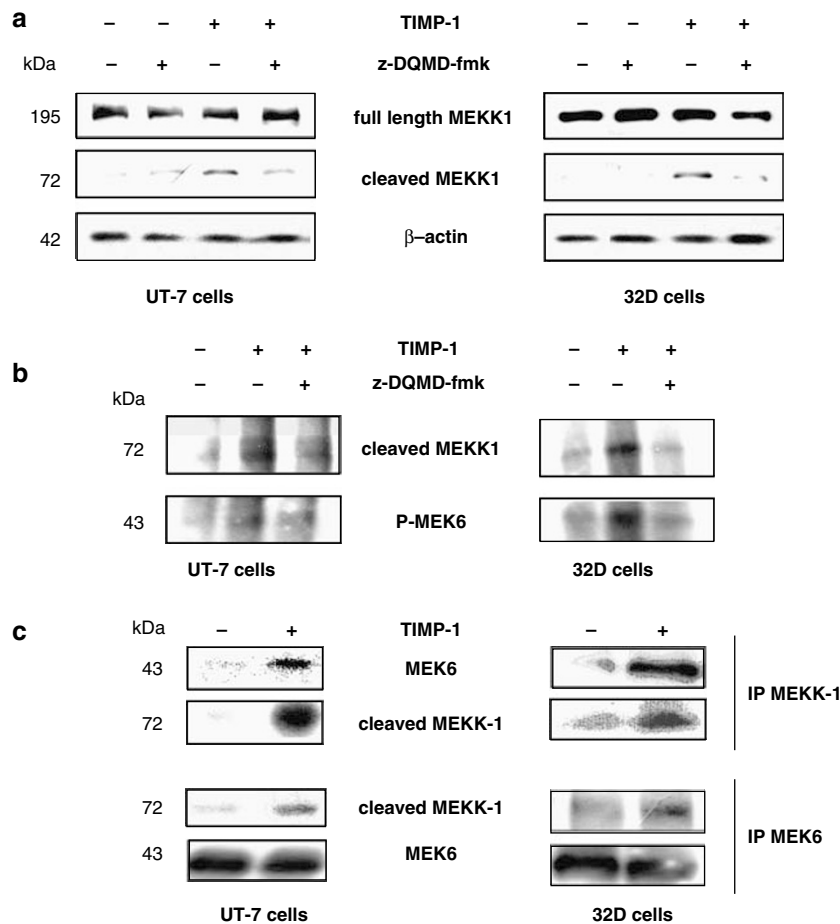 a
– – + + TIMP-1 – – + +
kDa – + – + z-DQMD-fmk – + – +
195 full length MEKK1
72 cleaved MEKK1
42 β–actin
UT-7 cells 32D cells
– + + TIMP-1 – + +
b
– – + z-DQMD-fmk – – +
kDa
72 cleaved MEKK1
43 P-MEK6
UT-7 cells 32D cells
c
kDa – + TIMP-1 – +
43 MEK6
IP MEKK-1
72 cleaved MEKK-1
72 cleaved MEKK-1
IP MEK6
43 MEK6
UT-7 cells 32D cells